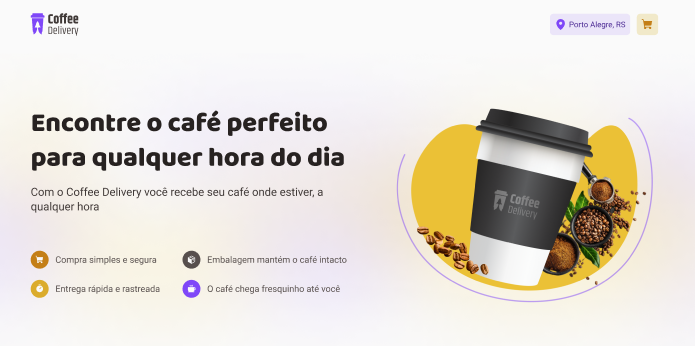 Coffee
Delivery
Porto Alegre, RS
Encontre o café perfeito
para qualquer hora do dia
Com o Coffee Delivery você recebe seu café onde estiver, a
qualquer hora
Compra simples e segura
Embalagem mantém o café intacto
Entrega rápida e rastreada
O café chega fresquinho até você
Coffee
Delivery